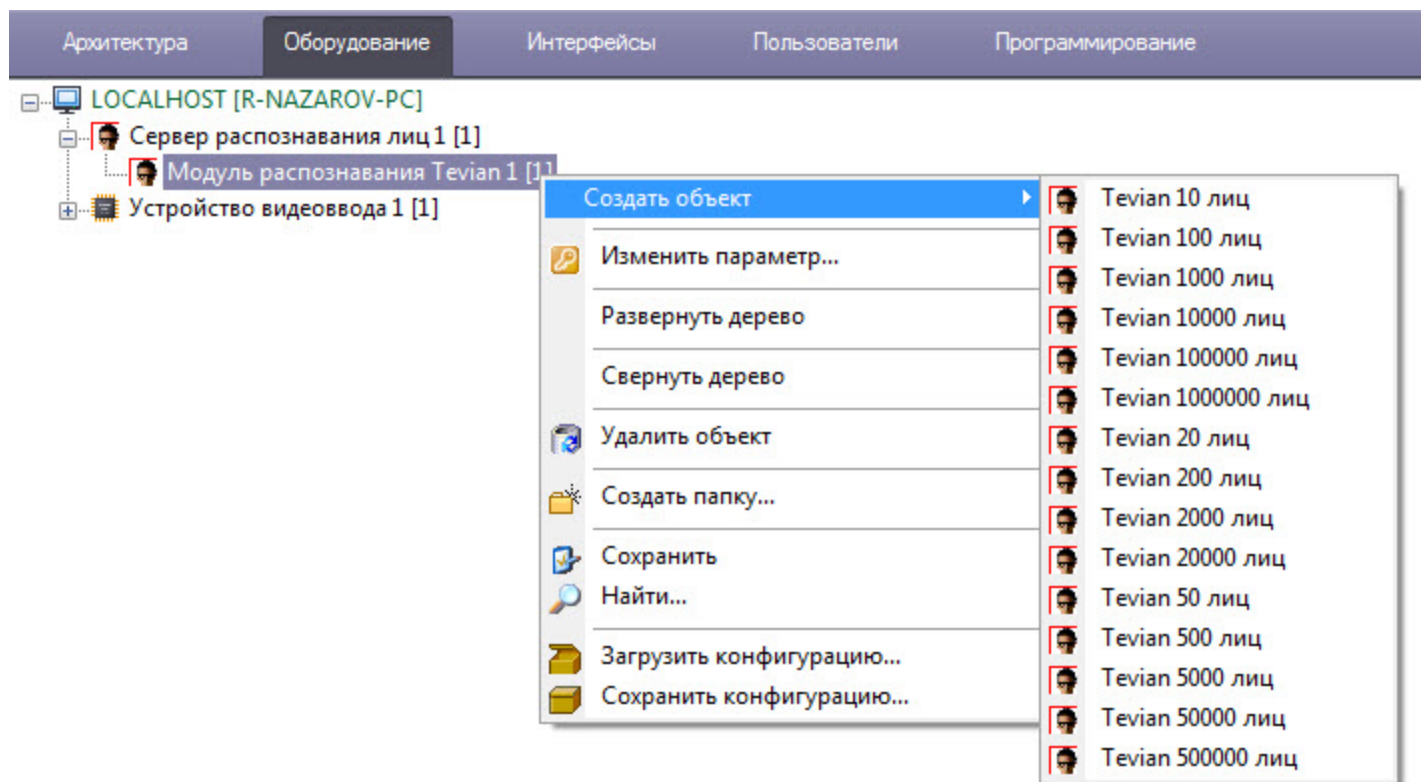 Архитектура Оборудование Интерфейсы Пользователи Программирование
LOCALHOST [R-NAZAROV-PC]
Сервер распознавания лиц 1 [1]
Модуль распознавания Tevian 1 [1]
Устройство видеоввода 1 [1]
Создать объект
Изменить параметр...
Развернуть дерево
Свернуть дерево
Удалить объект
Создать папку...
Сохранить
Найти...
Загрузить конфигурацию...
Сохранить конфигурацию...
Tevian 10 лиц
Tevian 100 лиц
Tevian 1000 лиц
Tevian 10000 лиц
Tevian 100000 лиц
Tevian 1000000 лиц
Tevian 20 лиц
Tevian 200 лиц
Tevian 2000 лиц
Tevian 20000 лиц
Tevian 50 лиц
Tevian 500 лиц
Tevian 5000 лиц
Tevian 50000 лиц
Tevian 500000 лиц